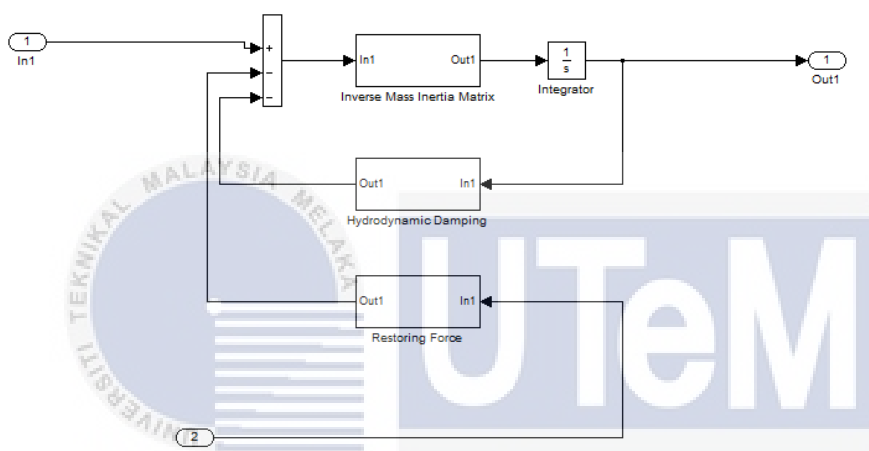 1
In1
+
−
−
In1
Out1
Inverse Mass Inertia Matrix
1
s
Integrator
1
Out1
Out1
In1
Hydrodynamic Damping
Out1
In1
Restoring Force
2
UNIVERSITI TEKNIKAL MALAYSIA MELAKA
UTeM